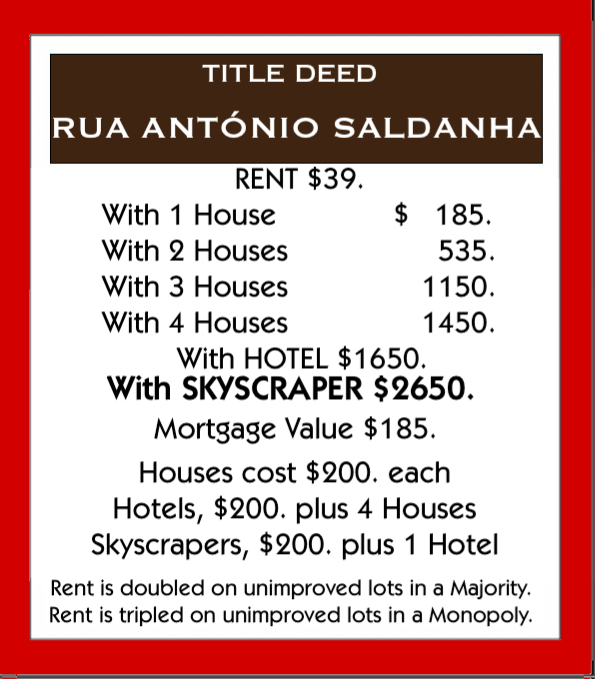 TITLE DEED
RUA ANTÓNIO SALDANHA
RENT $39.
With 1 House $ 185.
With 2 Houses 535.
With 3 Houses 1150.
With 4 Houses 1450.
With HOTEL $1650.
With SKYSCRAPER $2650.
Mortgage Value $185.
Houses cost $200. each
Hotels, $200. plus 4 Houses
Skyscrapers, $200. plus 1 Hotel
Rent is doubled on unimproved lots in a Majority.
Rent is tripled on unimproved lots in a Monopoly.